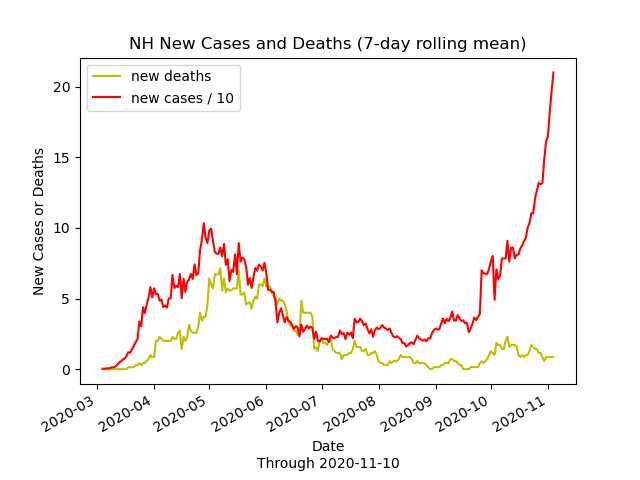 NH New Cases and Deaths (7-day rolling mean)
new deaths
new cases / 10
New Cases or Deaths
20
15
10
5
0
2020-03
2020-04
2020-05
2020-06
2020-07
2020-08
2020-09
2020-10
2020-11
Date
Through 2020-11-10